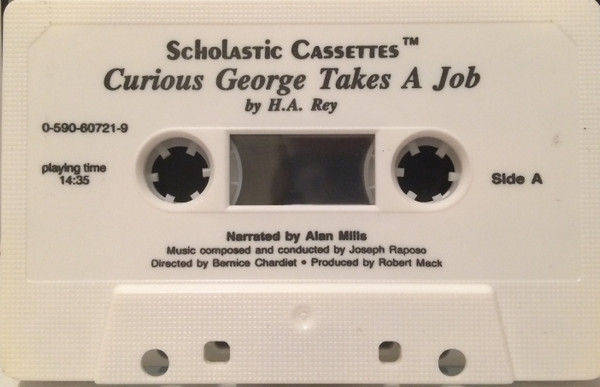 Scholastic Cassettes™
Curious George Takes A Job
by H.A. Rey
0-590-60721-9
playing time
14:35
Side A
Narrated by Alan Mills
Music composed and conducted by Joseph Raposo
Directed by Bernice Chardiet • Produced by Robert Mack